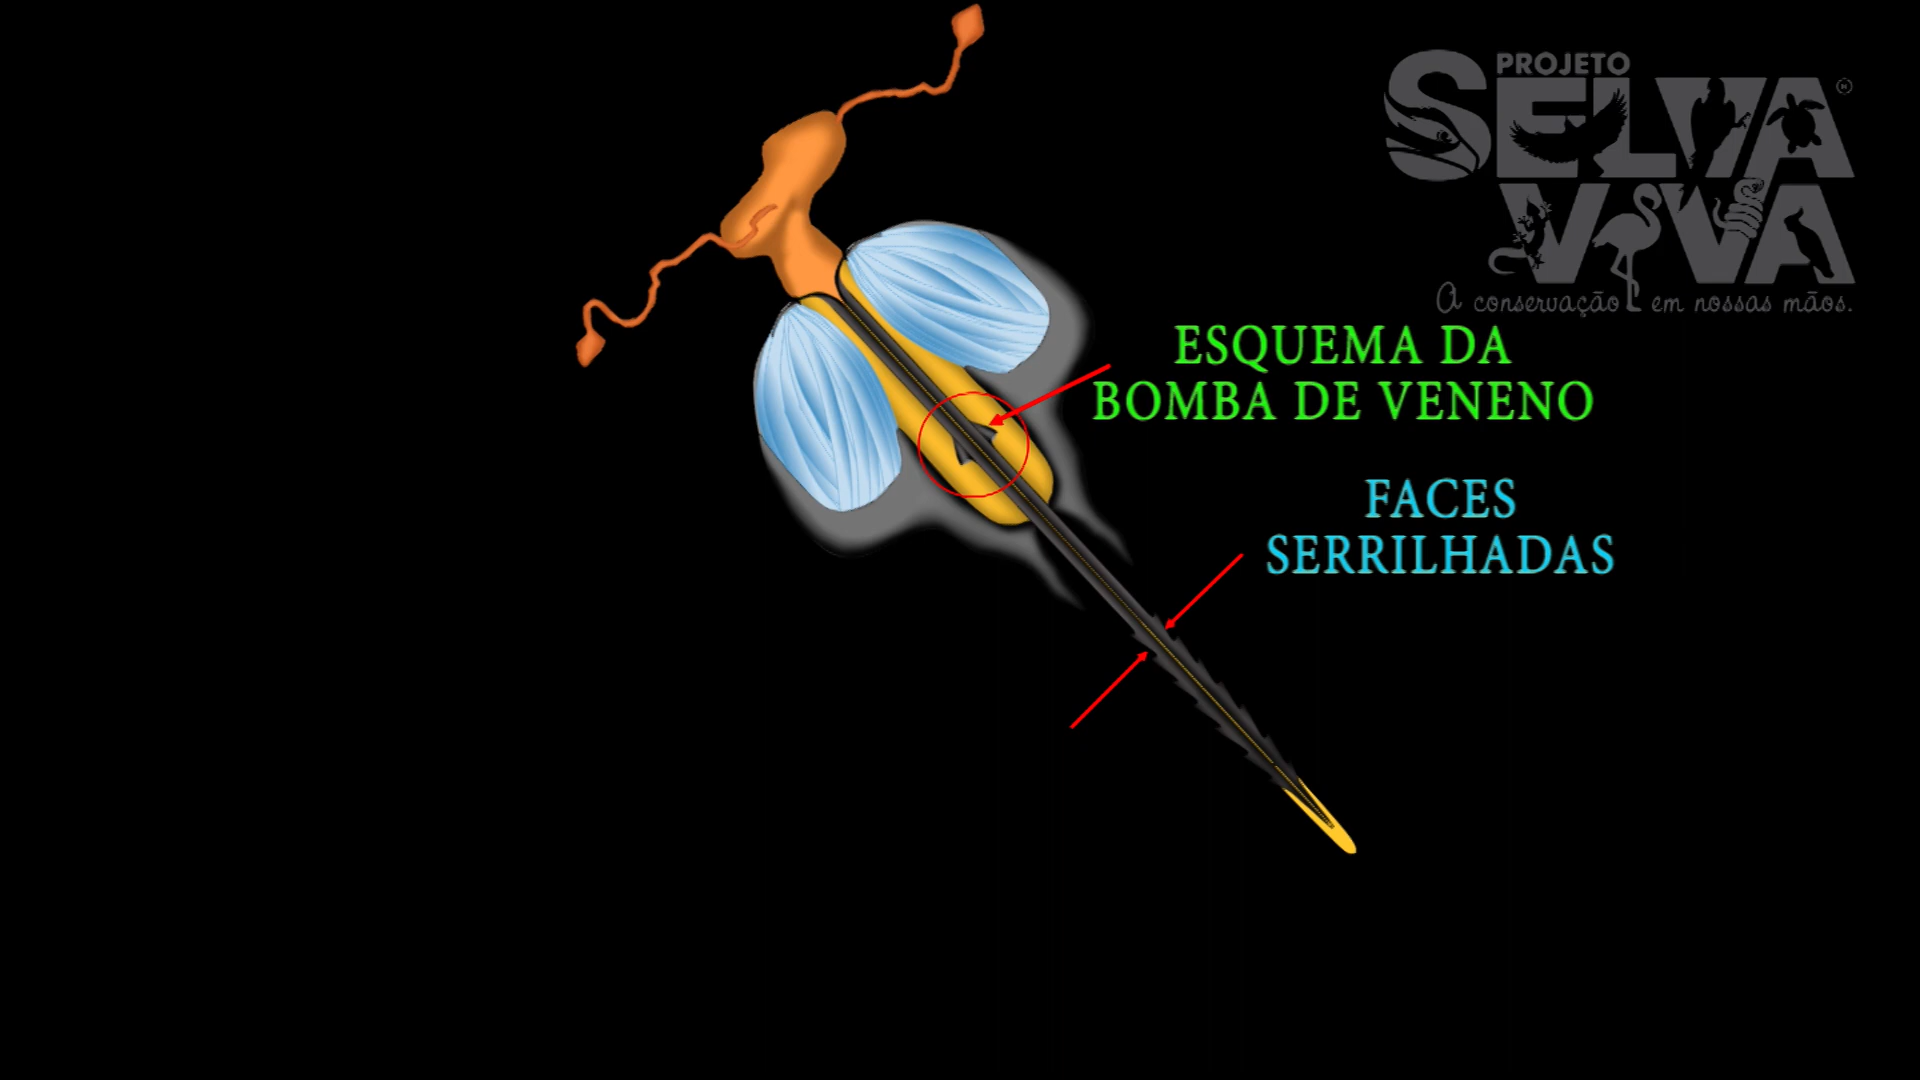 PROJETO
SELVA
VIVA
A conservação em nossas mãos.
ESQUEMA DA
BOMBA DE VENENO
FACES
SERRILHADAS